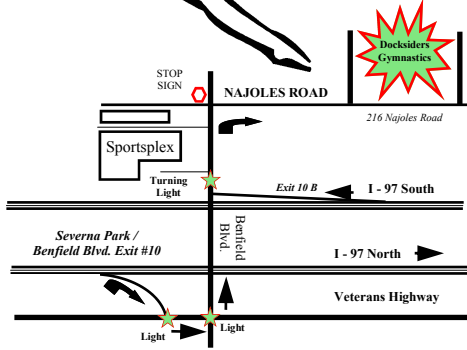 Docksiders
Gymnastics
STOP
SIGN
NAJOLES ROAD
216 Najoles Road
Sportsplex
Turning
Light
Exit 10 B
I - 97 South
Severna Park /
Benfield Blvd. Exit #10
Benfield
Blvd.
I - 97 North
Veterans Highway
Light
Light